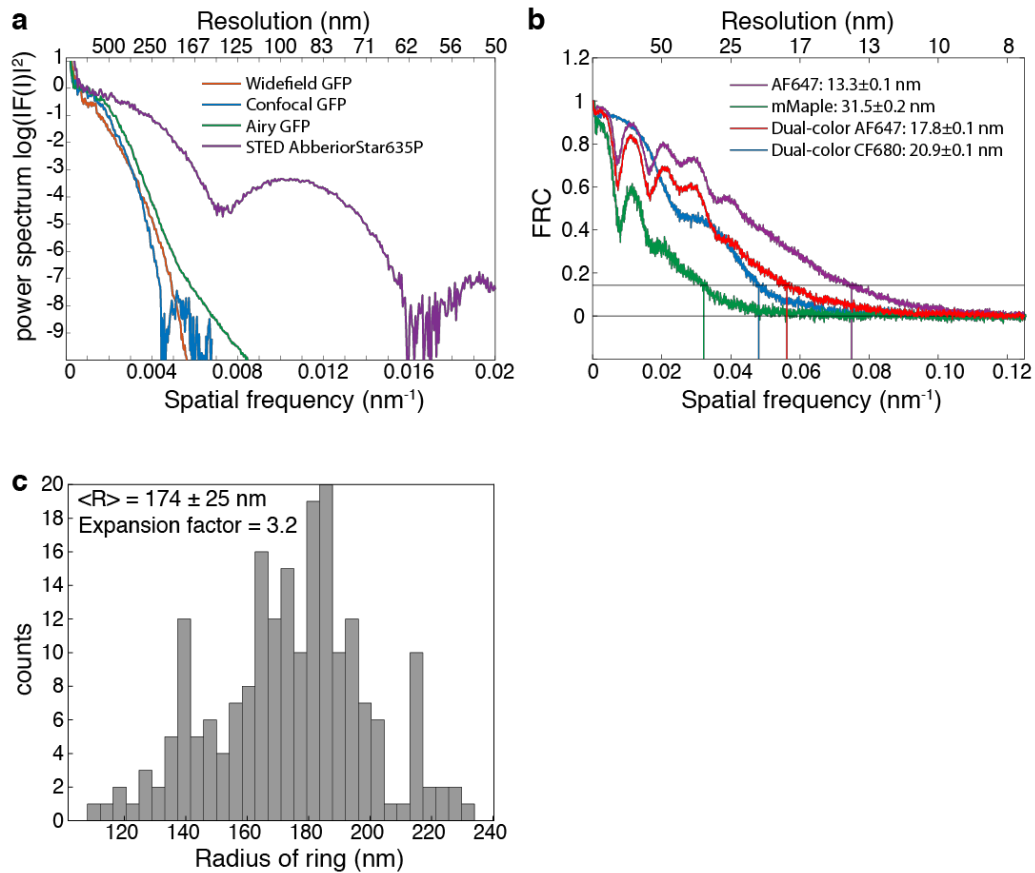 a
Resolution (nm)
500 250 167 125 100 83 71 62 56 50
1
0
-1
-2
-3
-4
-5
-6
-7
-8
-9
power spectrum log(|F(I)|²)
Widefield GFP
Confocal GFP
Airy GFP
STED AbberiorStar635P
0 0.004 0.008 0.012 0.016 0.02
Spatial frequency (nm⁻¹)
b
Resolution (nm)
50 25 17 13 10 8
1.2
1
0.8
0.6
0.4
0.2
0
FRC
AF647: 13.3±0.1 nm
mMaple: 31.5±0.2 nm
Dual-color AF647: 17.8±0.1 nm
Dual-color CF680: 20.9±0.1 nm
0 0.02 0.04 0.06 0.08 0.10 0.12
Spatial frequency (nm⁻¹)
c
20
18
16
14
12
10
8
6
4
2
0
counts
<R> = 174 ± 25 nm
Expansion factor = 3.2
120 140 160 180 200 220 240
Radius of ring (nm)